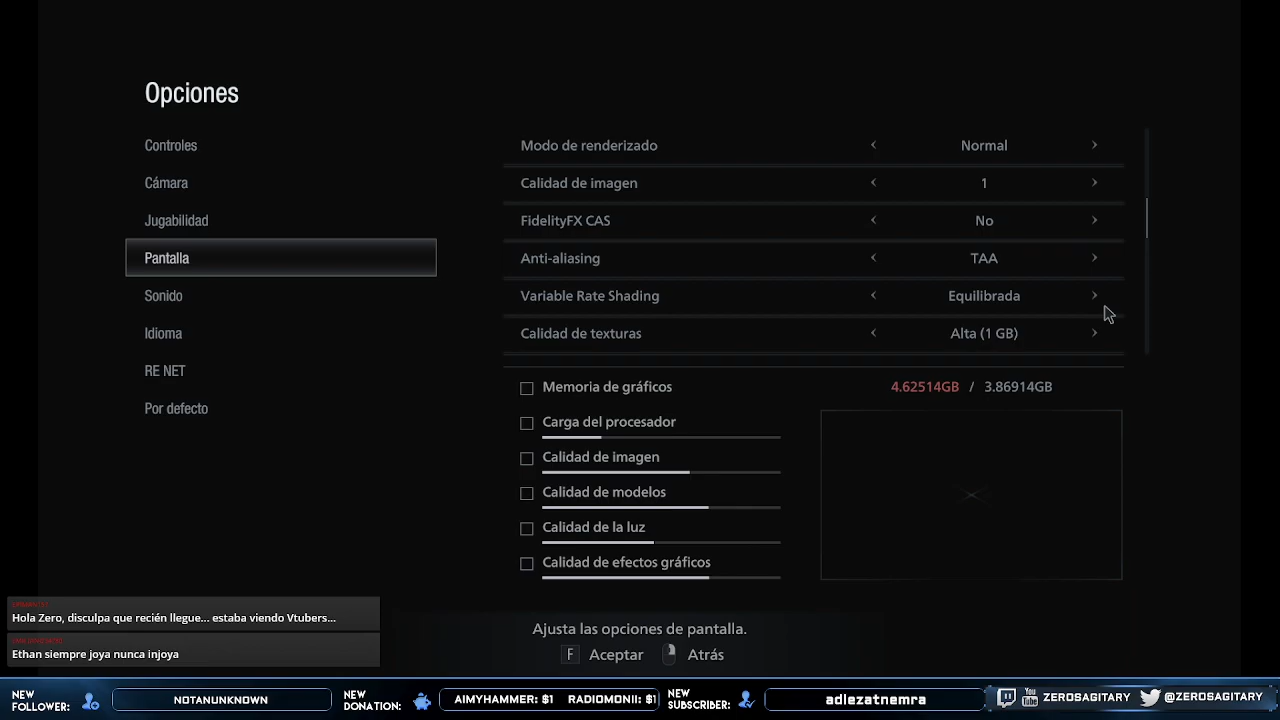 Opciones
Controles
Cámara
Jugabilidad
Pantalla
Sonido
Idioma
RE NET
Por defecto
Modo de renderizado Normal
Calidad de imagen 1
FidelityFX CAS No
Anti-aliasing TAA
Variable Rate Shading Equilibrada
Calidad de texturas Alta (1 GB)
Memoria de gráficos 4.62514GB / 3.86914GB
Carga del procesador
Calidad de imagen
Calidad de modelos
Calidad de la luz
Calidad de efectos gráficos
Ajusta las opciones de pantalla.
F Aceptar Atrás
Hola Zero, disculpa que recién llegue... estaba viendo Vtubers...
Ethan siempre joya nunca injoya
NEW FOLLOWER: NOTANUNKNOWN
NEW DONATION: AIMYHAMMER: $1 RADIOMONII: $1
NEW SUBSCRIBER: adlezatnemra
You Tube ZEROSAGITARY @ZEROSAGITARY